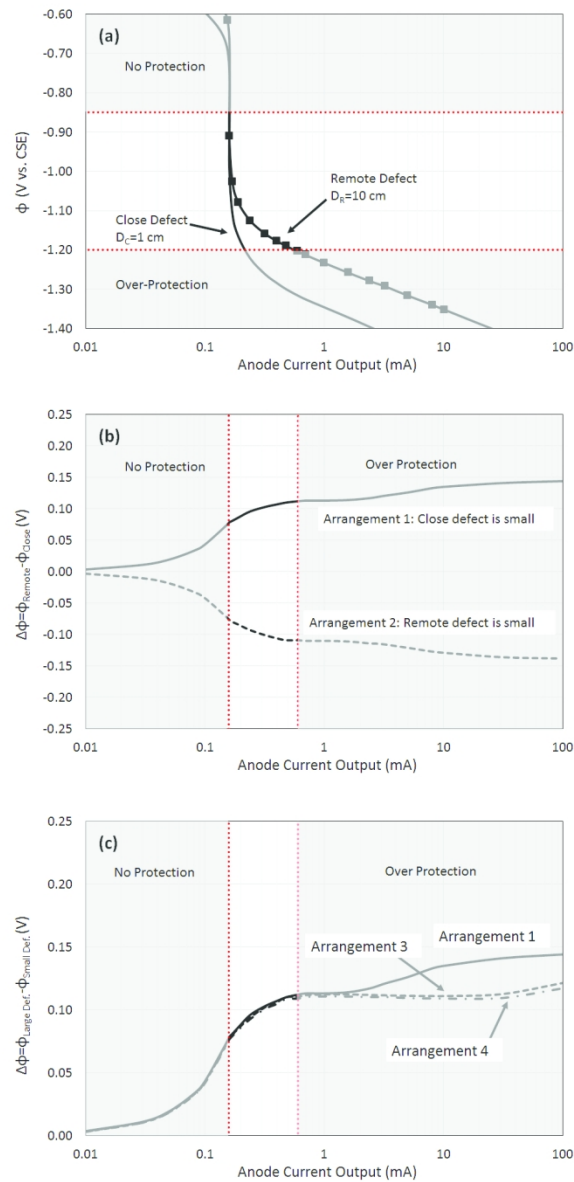 (a)
-0.60
-0.70
-0.80
-0.90
-1.00
-1.10
-1.20
-1.30
-1.40
ϕ (V vs. CSE)
No Protection
Remote Defect
D_R=10 cm
Close Defect
D_C=1 cm
Over-Protection
0.01 0.1 1 10 100
Anode Current Output (mA)
(b)
0.25
0.20
0.15
0.10
0.05
0.00
-0.05
-0.10
-0.15
-0.20
-0.25
Δϕ=ϕ_Remote-ϕ_Close (V)
No Protection
Over Protection
Arrangement 1: Close defect is small
Arrangement 2: Remote defect is small
0.01 0.1 1 10 100
Anode Current Output (mA)
(c)
0.25
0.20
0.15
0.10
0.05
0.00
Δϕ=ϕ_Large Def.-ϕ_Small Def. (V)
No Protection
Over Protection
Arrangement 3
Arrangement 1
Arrangement 4
0.01 0.1 1 10 100
Anode Current Output (mA)